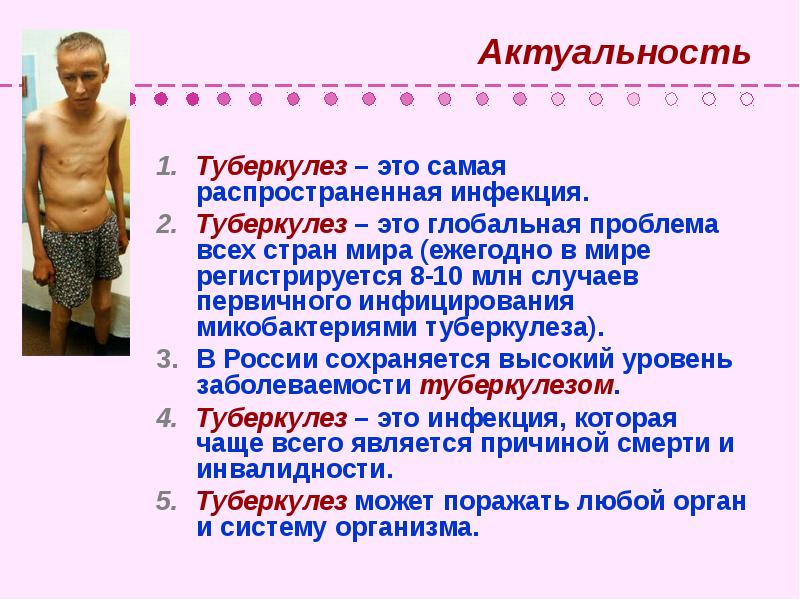 Актуальность
1. Туберкулез – это самая
распространенная инфекция.
2. Туберкулез – это глобальная проблема
всех стран мира (ежегодно в мире
регистрируется 8-10 млн случаев
первичного инфицирования
микобактериями туберкулеза).
3. В России сохраняется высокий уровень
заболеваемости туберкулезом.
4. Туберкулез – это инфекция, которая
чаще всего является причиной смерти и
инвалидности.
5. Туберкулез может поражать любой орган
и систему организма.